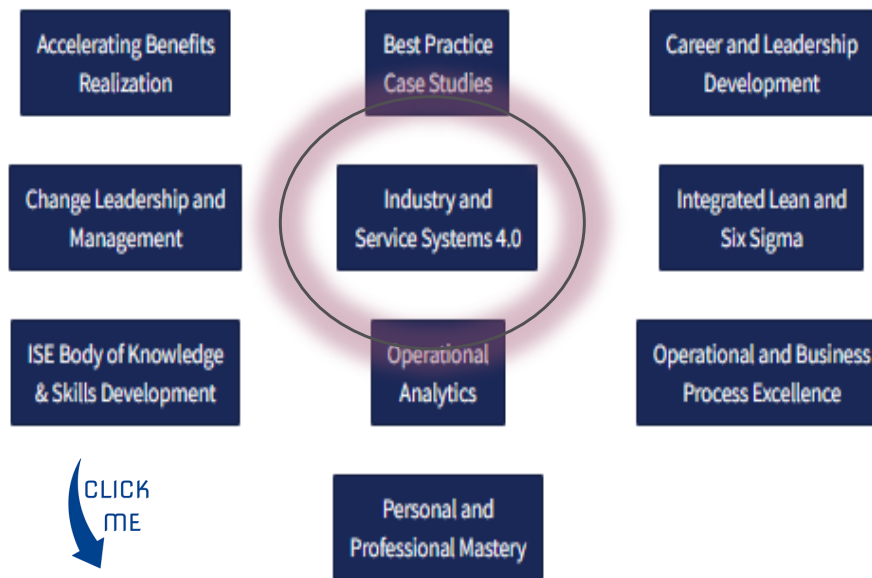 Accelerating Benefits
Realization
Best Practice
Case Studies
Career and Leadership
Development
Change Leadership and
Management
Industry and
Service Systems 4.0
Integrated Lean and
Six Sigma
ISE Body of Knowledge
& Skills Development
Operational
Analytics
Operational and Business
Process Excellence
CLICK
ME
Personal and
Professional Mastery